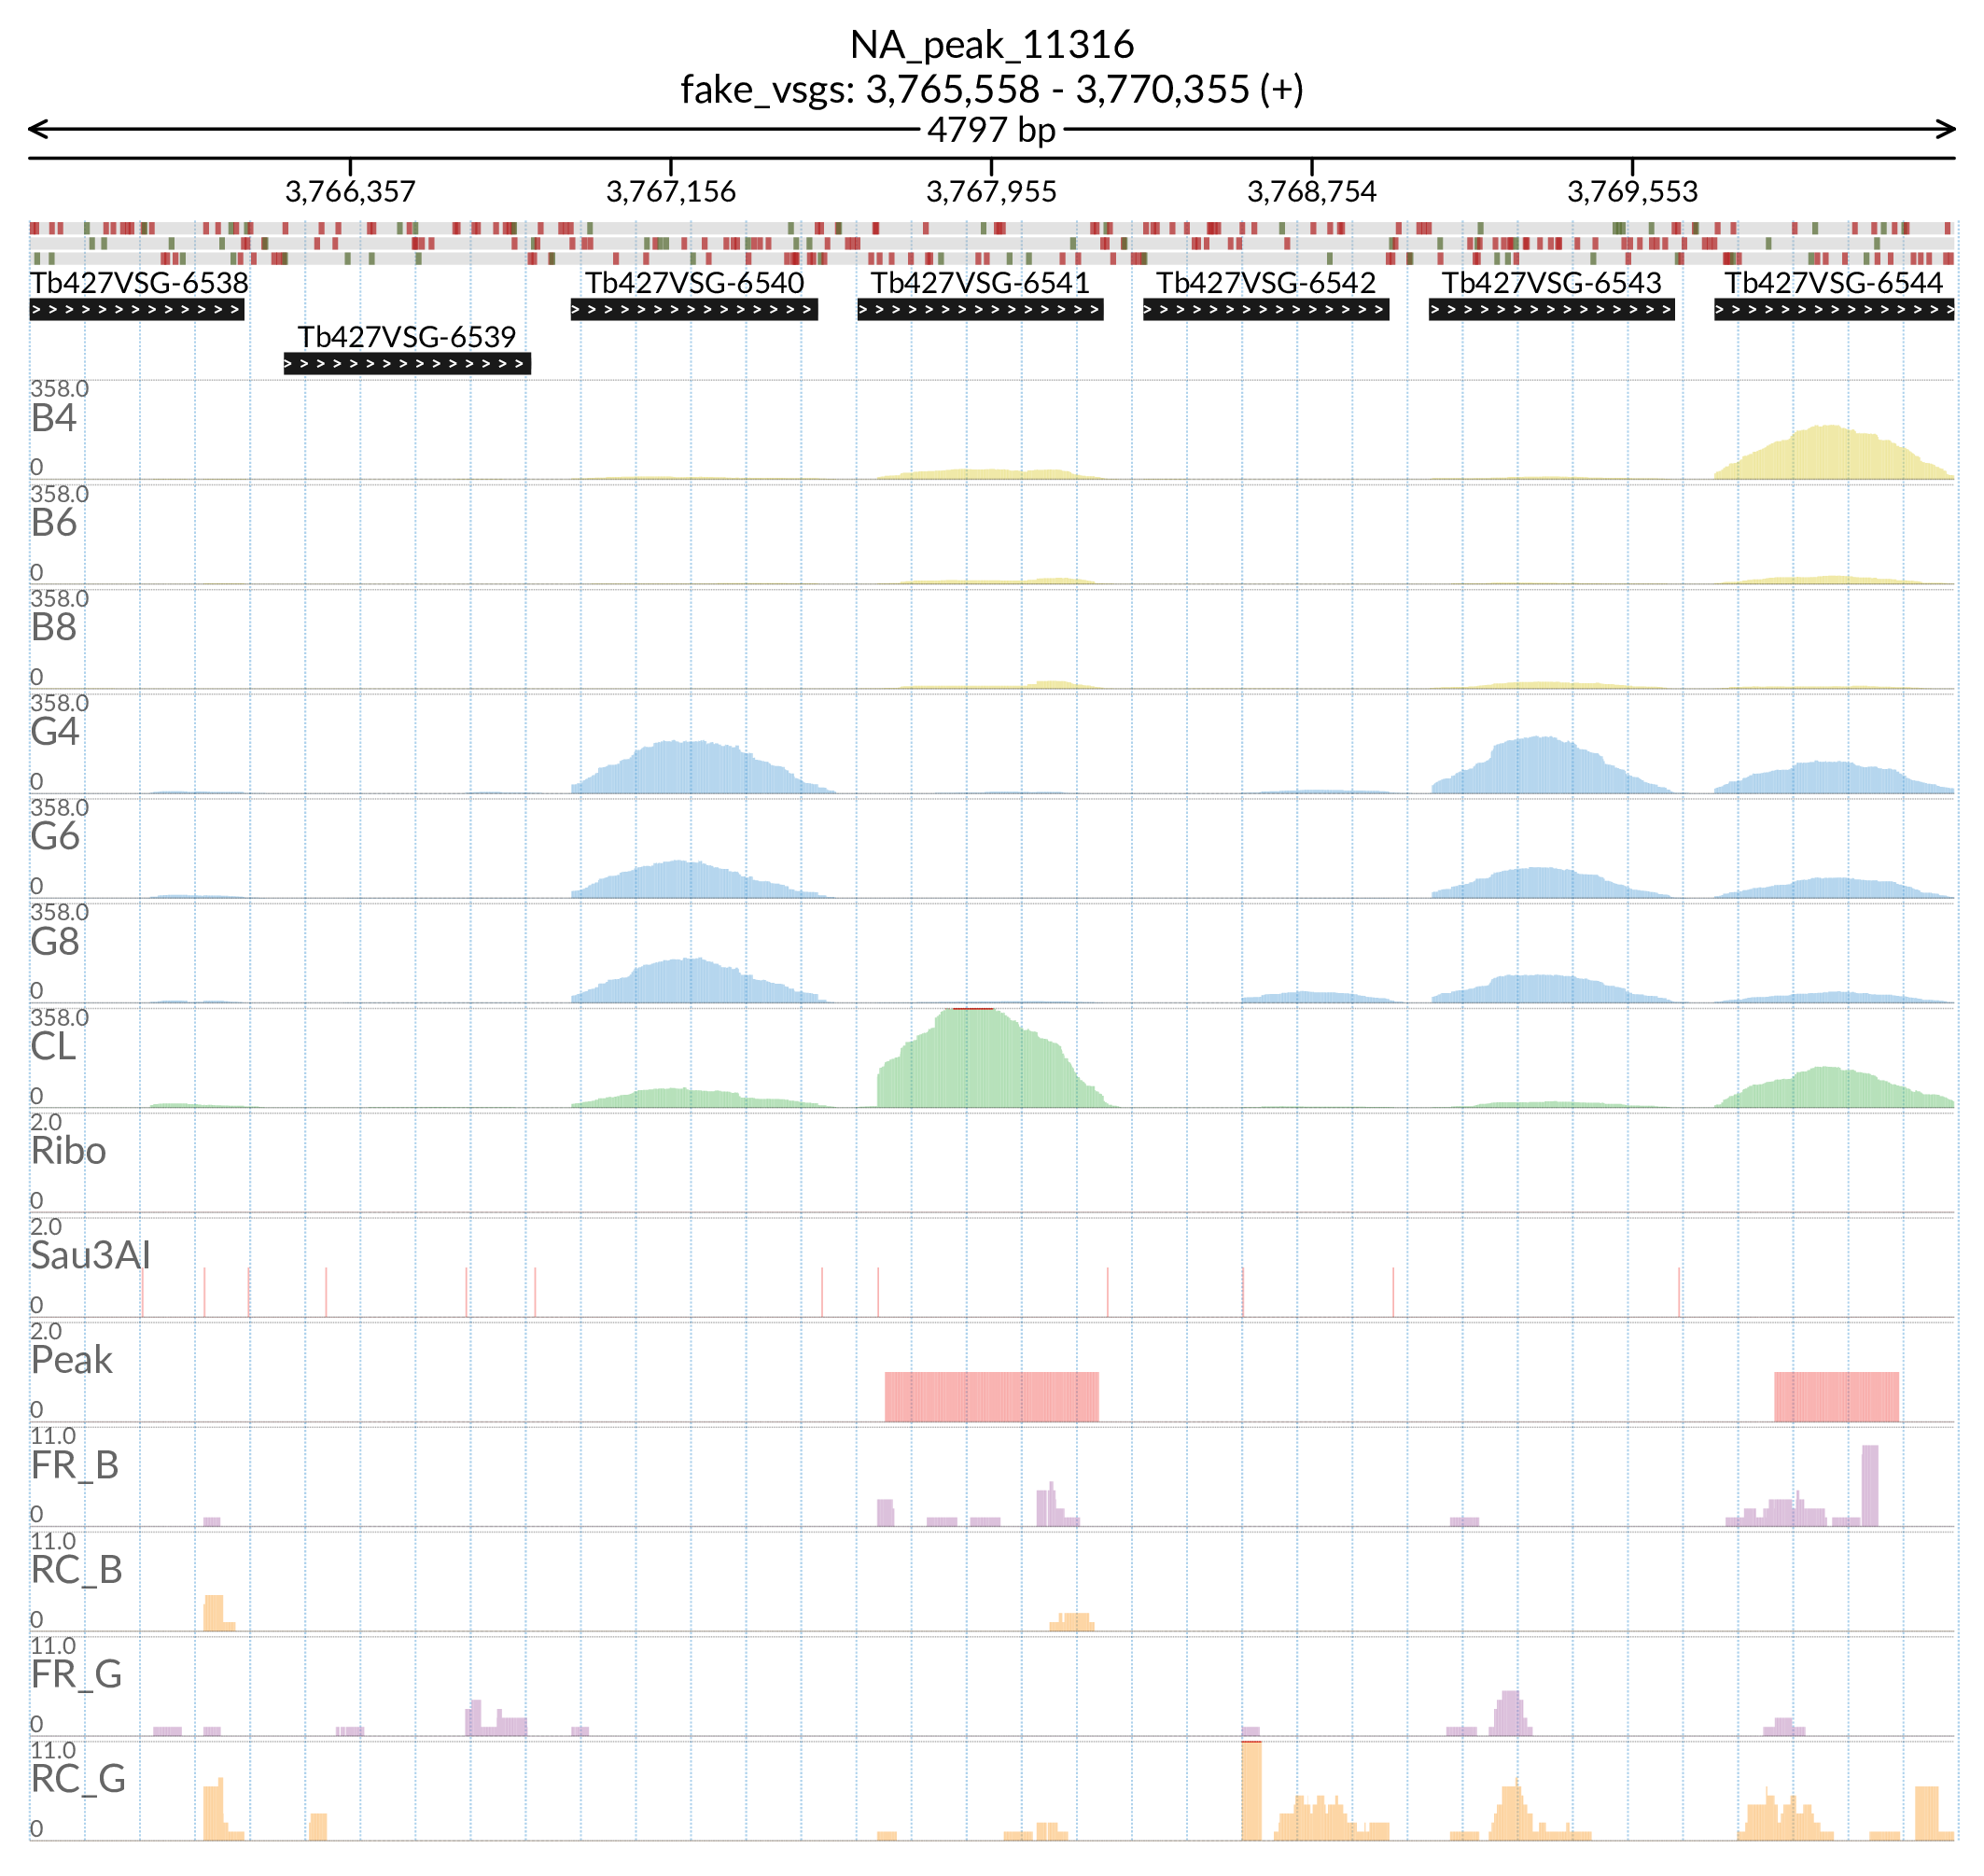 NA_peak_11316
fake_vsgs: 3,765,558 - 3,770,355 (+)
4797 bp
3,766,357 3,767,156 3,767,955 3,768,754 3,769,553
Tb427VSG-6538 Tb427VSG-6540 Tb427VSG-6541 Tb427VSG-6542 Tb427VSG-6543 Tb427VSG-6544
Tb427VSG-6539
358.0
B4
0
358.0
B6
0
358.0
B8
0
358.0
G4
0
358.0
G6
0
358.0
G8
0
358.0
CL
0
2.0
Ribo
0
2.0
Sau3AI
0
2.0
Peak
0
11.0
FR_B
0
11.0
RC_B
0
11.0
FR_G
0
11.0
RC_G
0